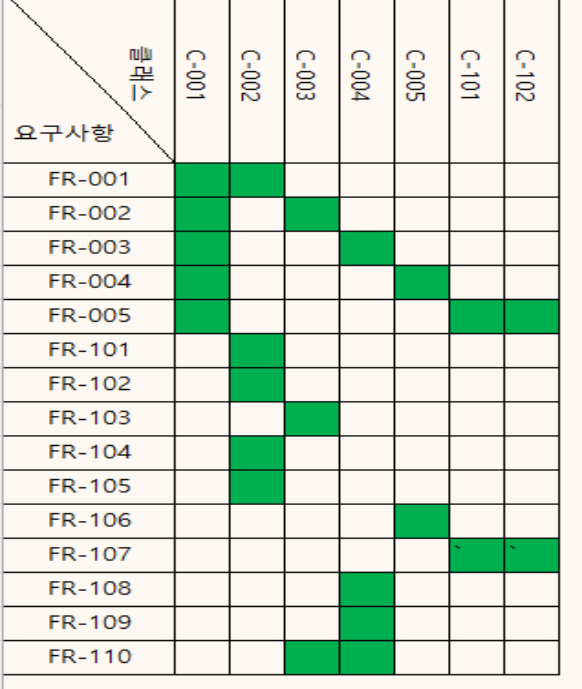 클래스
요구사항
C-001
C-002
C-003
C-004
C-005
C-101
C-102
FR-001
FR-002
FR-003
FR-004
FR-005
FR-101
FR-102
FR-103
FR-104
FR-105
FR-106
FR-107 ` `
FR-108
FR-109
FR-110